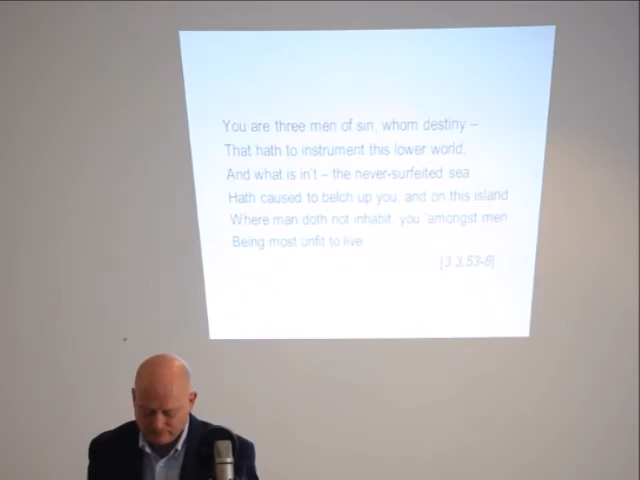 You are three men of sin, whom destiny –
That hath to instrument this lower world,
And what is in't – the never-surfeited sea
Hath caused to belch up you, and on this island
Where man doth not inhabit, you 'amongst men
Being most unfit to live
[3.3.53-8]